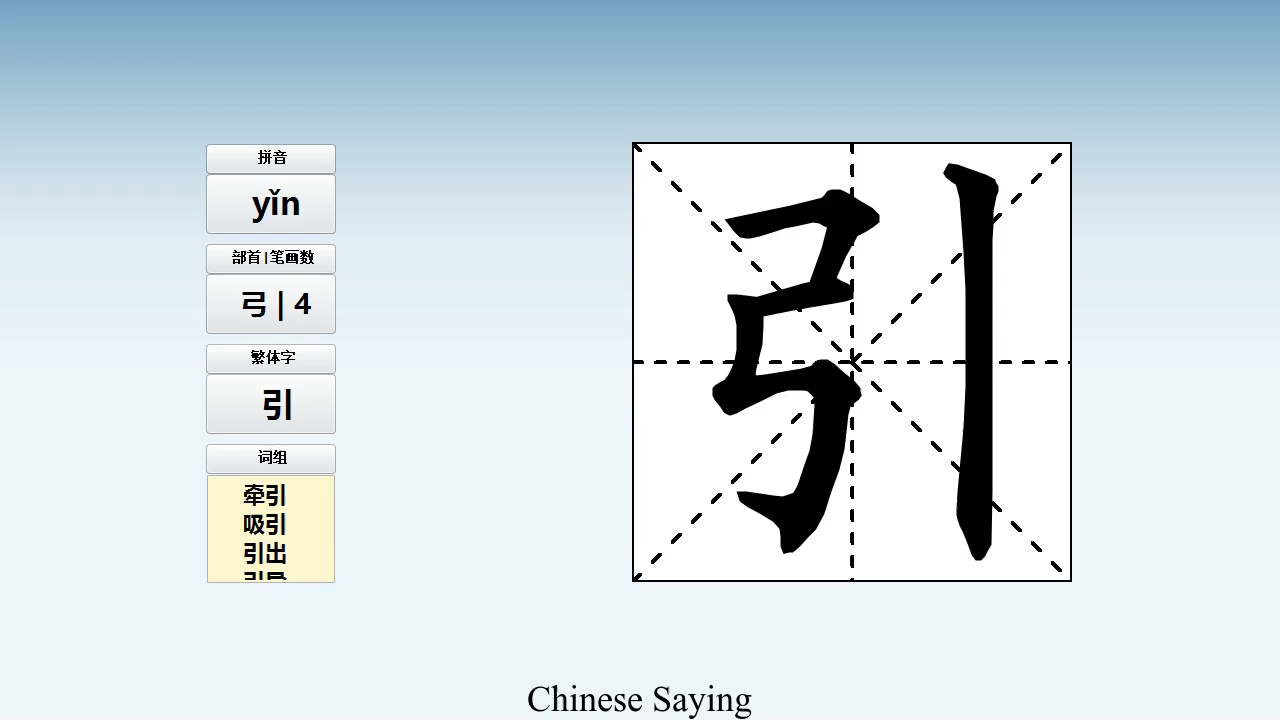 拼音
yǐn
部首|笔画数
弓 | 4
繁体字
引
词组
牵引
吸引
引出
引
Chinese Saying